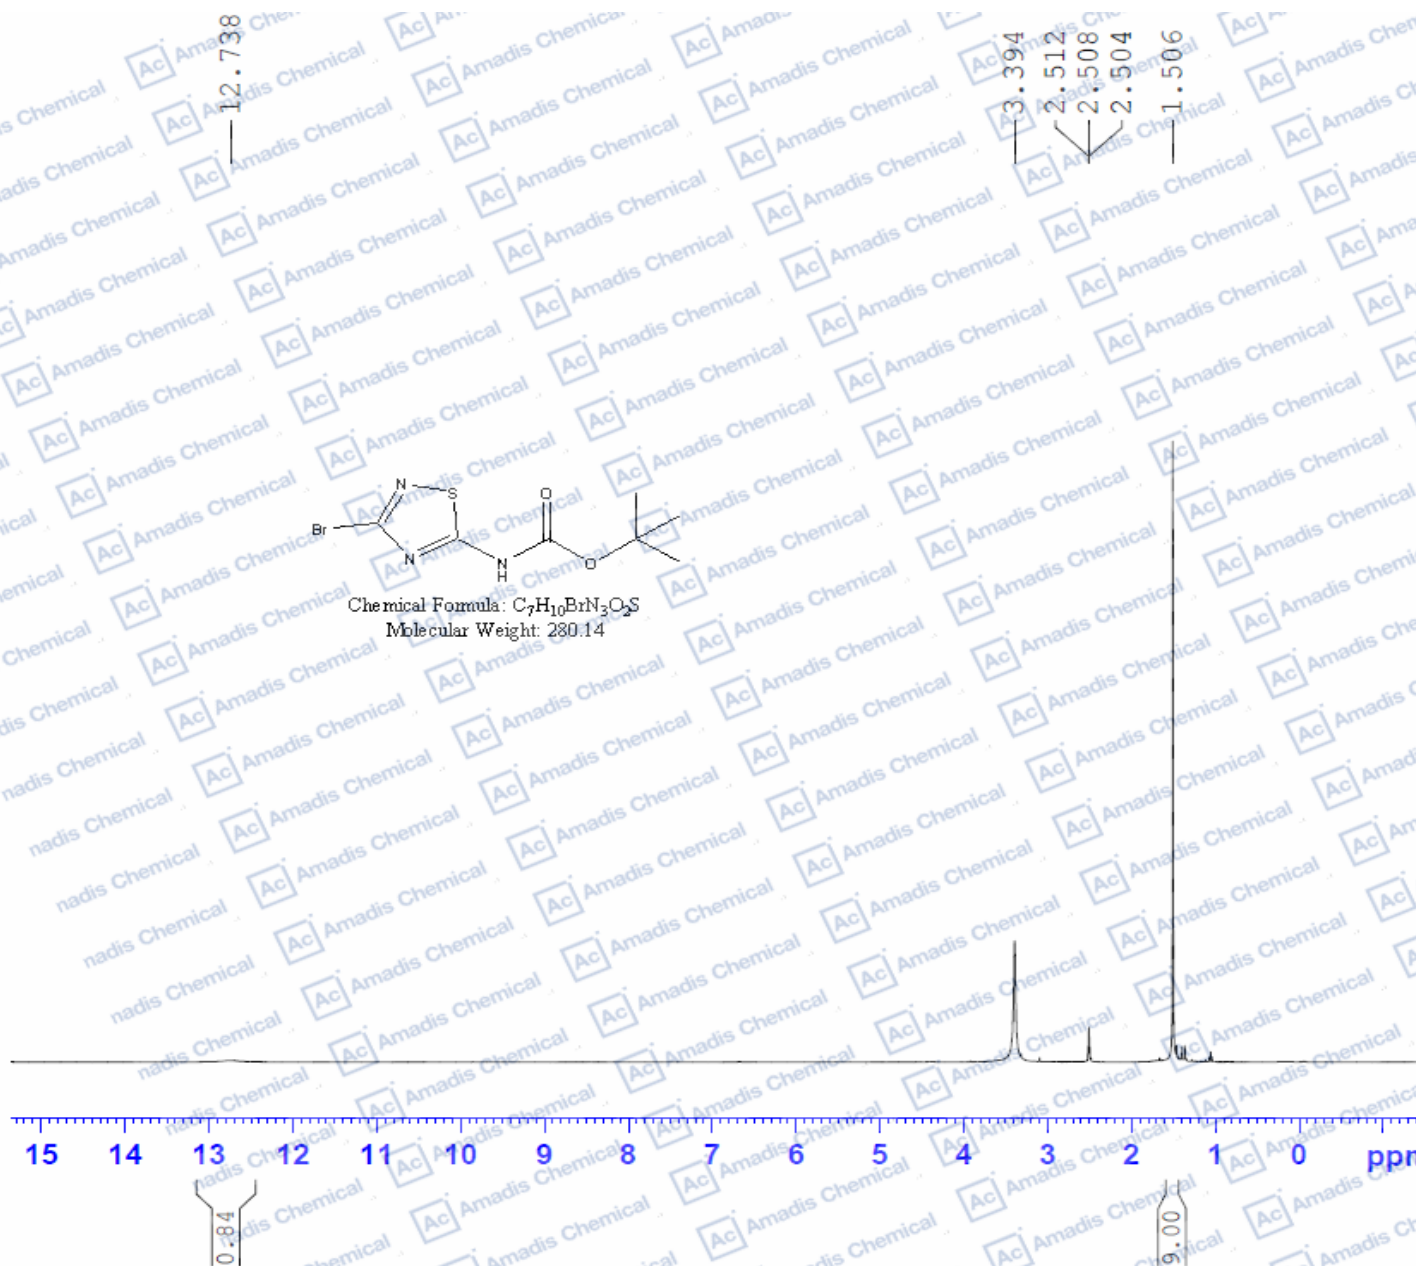 12.738
3.394
2.512
2.508
2.504
1.506
N
S
O
Br
N
N
H
O
Chemical Formula: C₇H₁₀BrN₃O₂S
Molecular Weight: 280.14
15 14 13 12 11 10 9 8 7 6 5 4 3 2 1 0
0.84
9.00
Ac Amadis Chemical